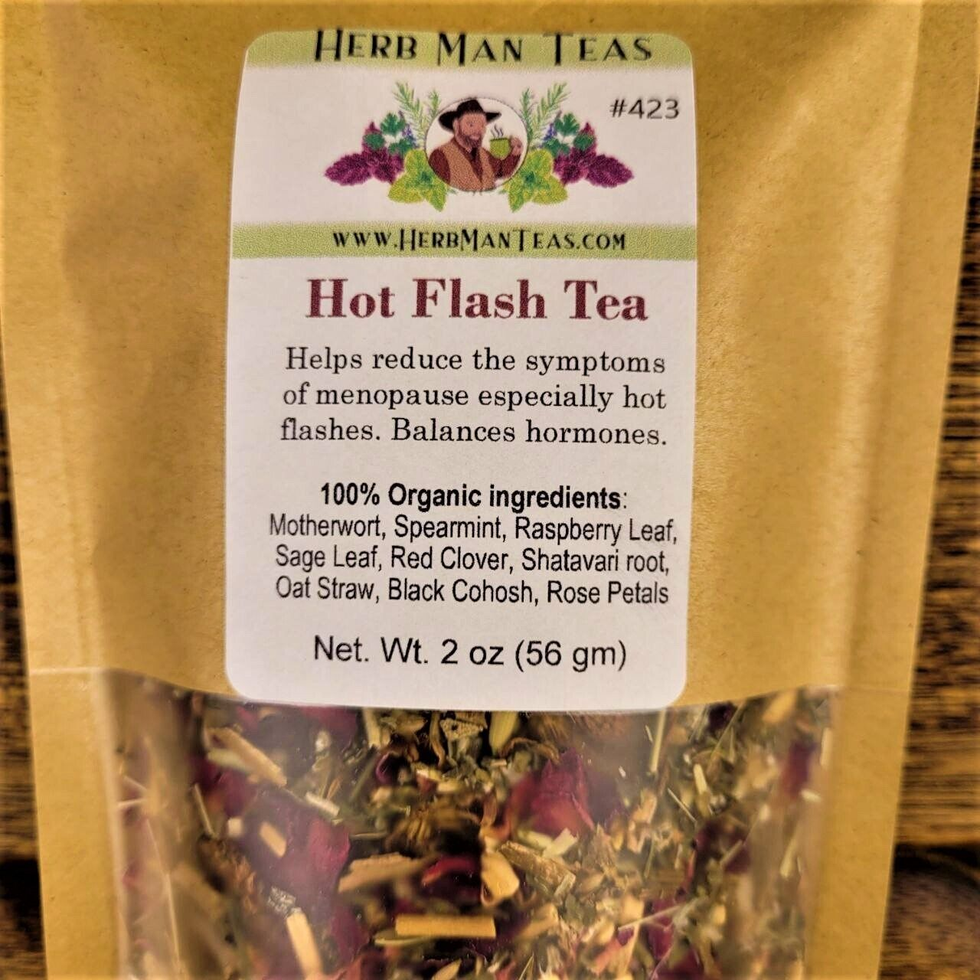 HERB MAN TEAS
#423
WWW.HERBMANTEAS.COM
Hot Flash Tea
Helps reduce the symptoms
of menopause especially hot
flashes. Balances hormones.
100% Organic ingredients:
Motherwort, Spearmint, Raspberry Leaf,
Sage Leaf, Red Clover, Shatavari root,
Oat Straw, Black Cohosh, Rose Petals
Net. Wt. 2 oz (56 gm)